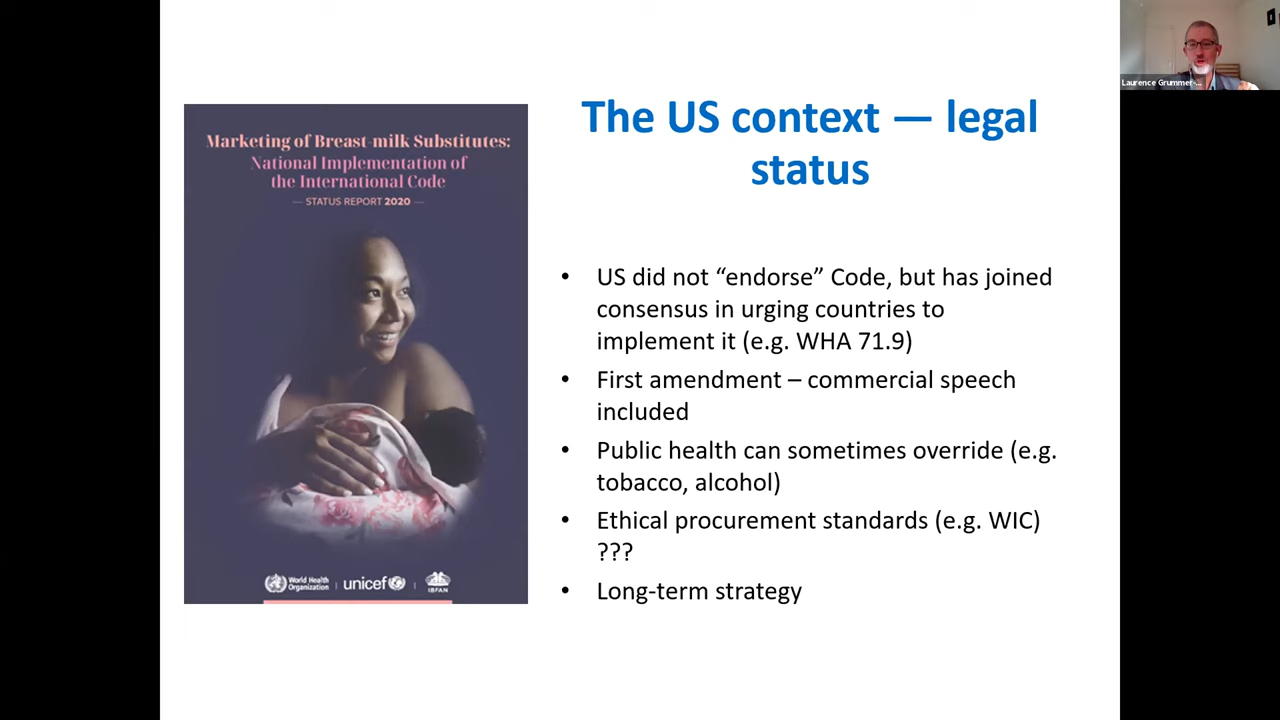 Marketing of Breast-milk Substitutes:
National Implementation of
the International Code
— STATUS REPORT 2020 —
World Health
Organization
unicef
IBFAN
The US context — legal
status
• US did not “endorse” Code, but has joined
consensus in urging countries to
implement it (e.g. WHA 71.9)
• First amendment – commercial speech
included
• Public health can sometimes override (e.g.
tobacco, alcohol)
• Ethical procurement standards (e.g. WIC)
???
• Long-term strategy
Laurence Grummer-...